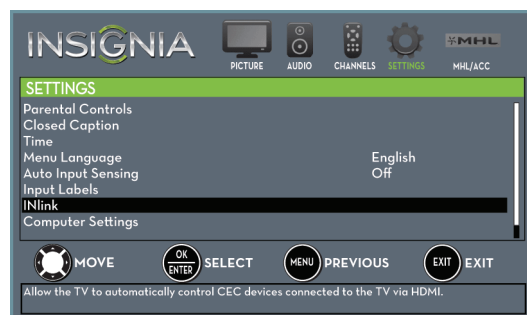 INSIGNIA
PICTURE AUDIO CHANNELS SETTINGS MHL MHL/ACC
SETTINGS
Parental Controls
Closed Caption
Time
Menu Language English
Auto Input Sensing Off
Input Labels
INlink
Computer Settings
MOVE OK ENTER SELECT MENU PREVIOUS EXIT EXIT
Allow the TV to automatically control CEC devices connected to the TV via HDMI.